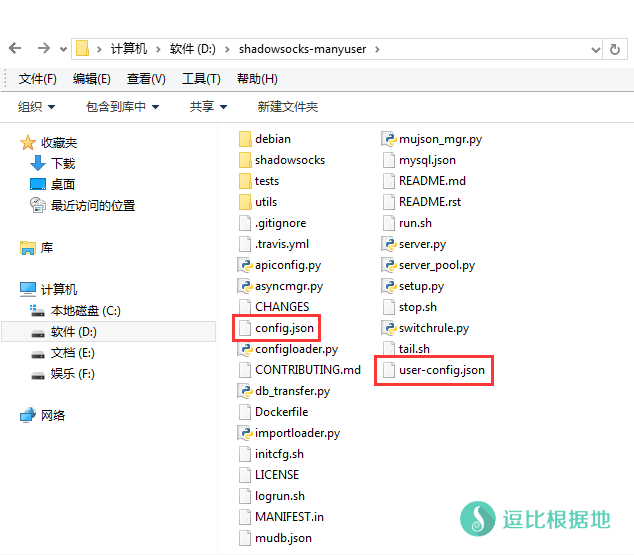 计算机 软件 (D:) shadowsocks-manyuser
文件(F) 编辑(E) 查看(V) 工具(T) 帮助(H)
组织 包含到库中 共享 新建文件夹
收藏夹
下载
桌面
最近访问的位置
库
计算机
本地磁盘 (C:)
软件 (D:)
文档 (E:)
娱乐 (F:)
网络
debian
shadowsocks
tests
utils
.gitignore
.travis.yml
apiconfig.py
asyncmgr.py
CHANGES
config.json
configloader.py
CONTRIBUTING.md
db_transfer.py
Dockerfile
importloader.py
initcfg.sh
LICENSE
logrun.sh
MANIFEST.in
mudb.json
mujson_mgr.py
mysql.json
README.md
README.rst
run.sh
server.py
server_pool.py
setup.py
stop.sh
switchrule.py
tail.sh
user-config.json
逗比根据地